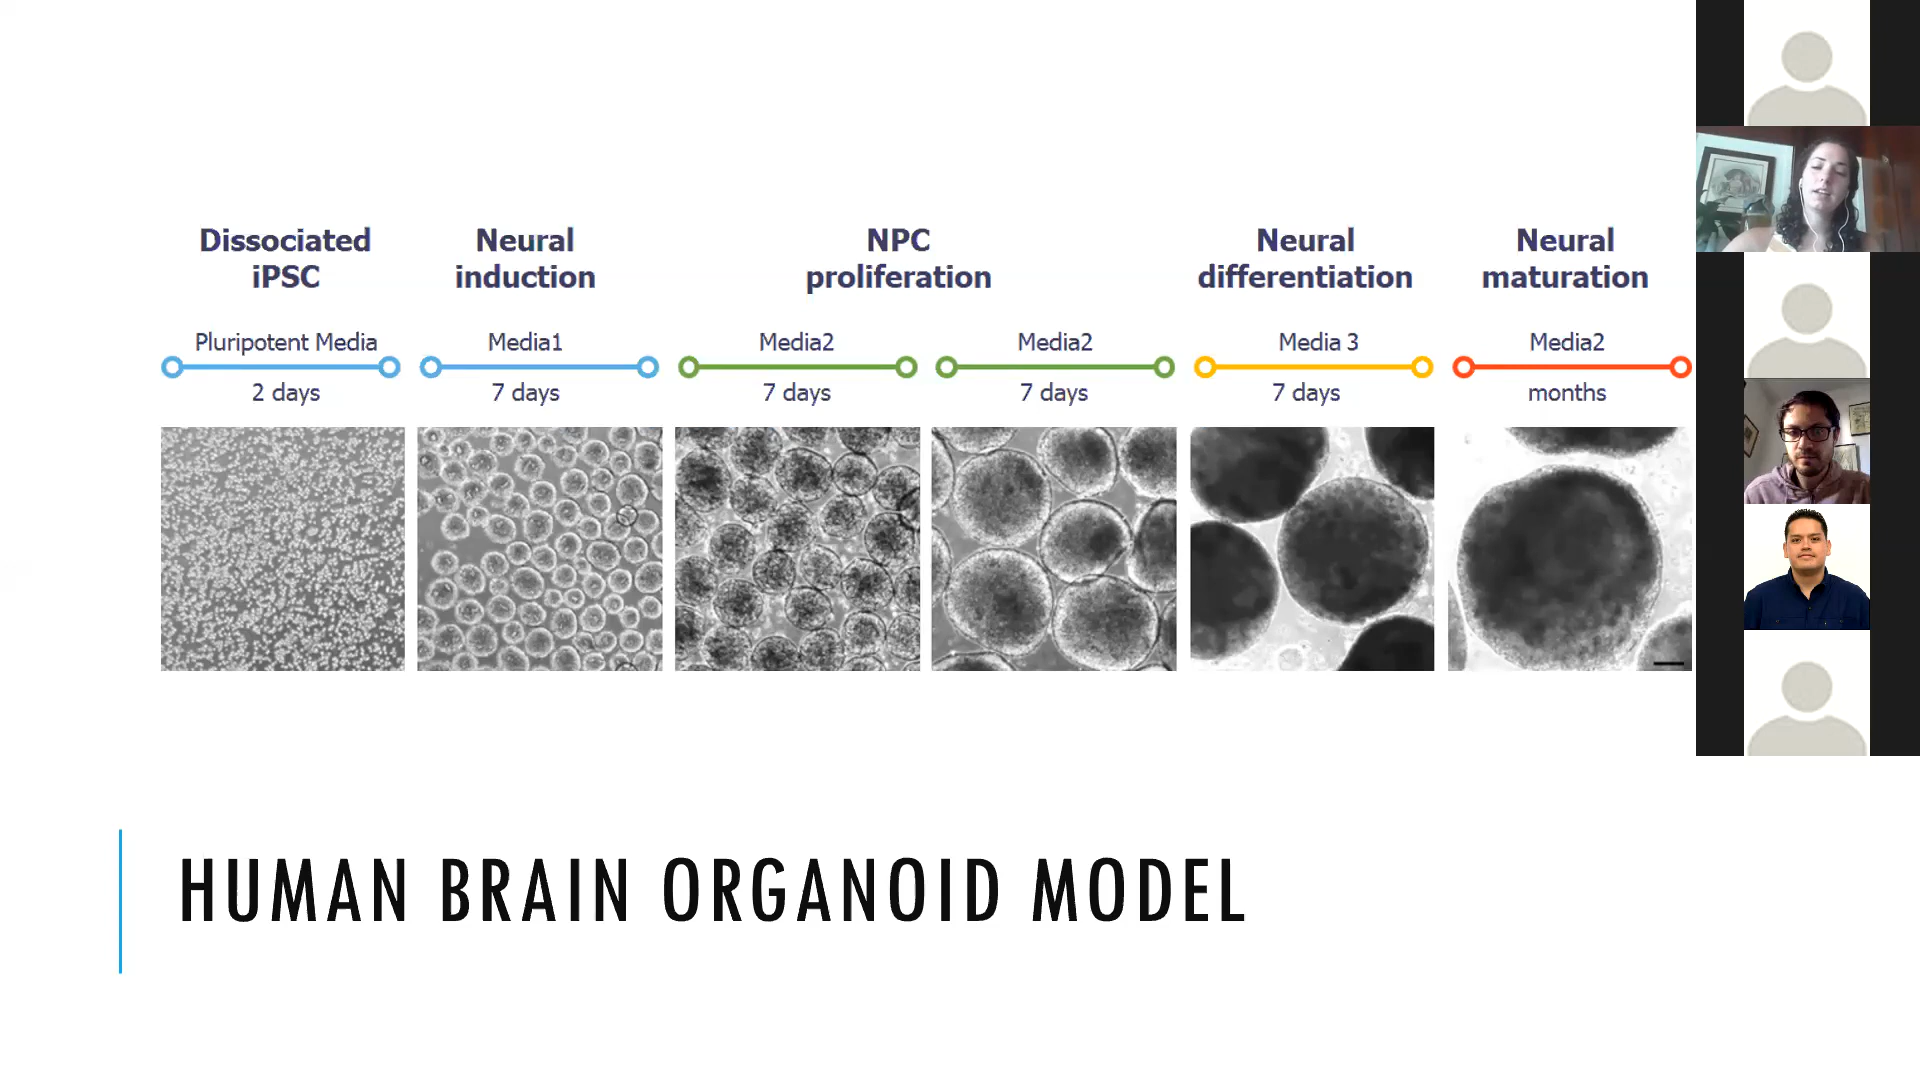 Dissociated
iPSC
Neural
induction
NPC
proliferation
Neural
differentiation
Neural
maturation
Pluripotent Media
Media1
Media2
Media2
Media 3
Media2
2 days
7 days
7 days
7 days
7 days
months
HUMAN BRAIN ORGANOID MODEL